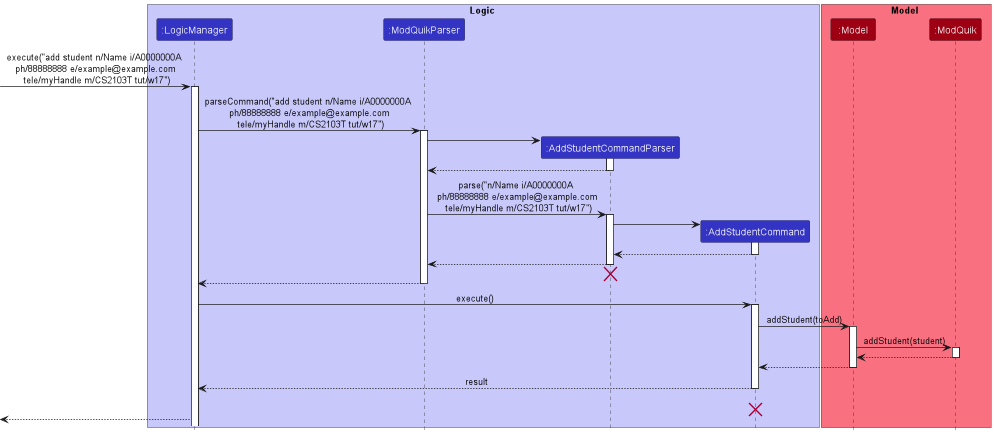 Logic
Model
:LogicManager
:ModQuikParser
:Model
:ModQuik
execute("add student n/Name i/A0000000A
ph/88888888 e/example@example.com
tele/myHandle m/CS2103T tut/w17")
parseCommand("add student n/Name i/A0000000A
ph/88888888 e/example@example.com
tele/myHandle m/CS2103T tut/w17")
:AddStudentCommandParser
parse("n/Name i/A0000000A
ph/88888888 e/example@example.com
tele/myHandle m/CS2103T tut/w17")
:AddStudentCommand
execute()
addStudent(toAdd)
addStudent(student)
result